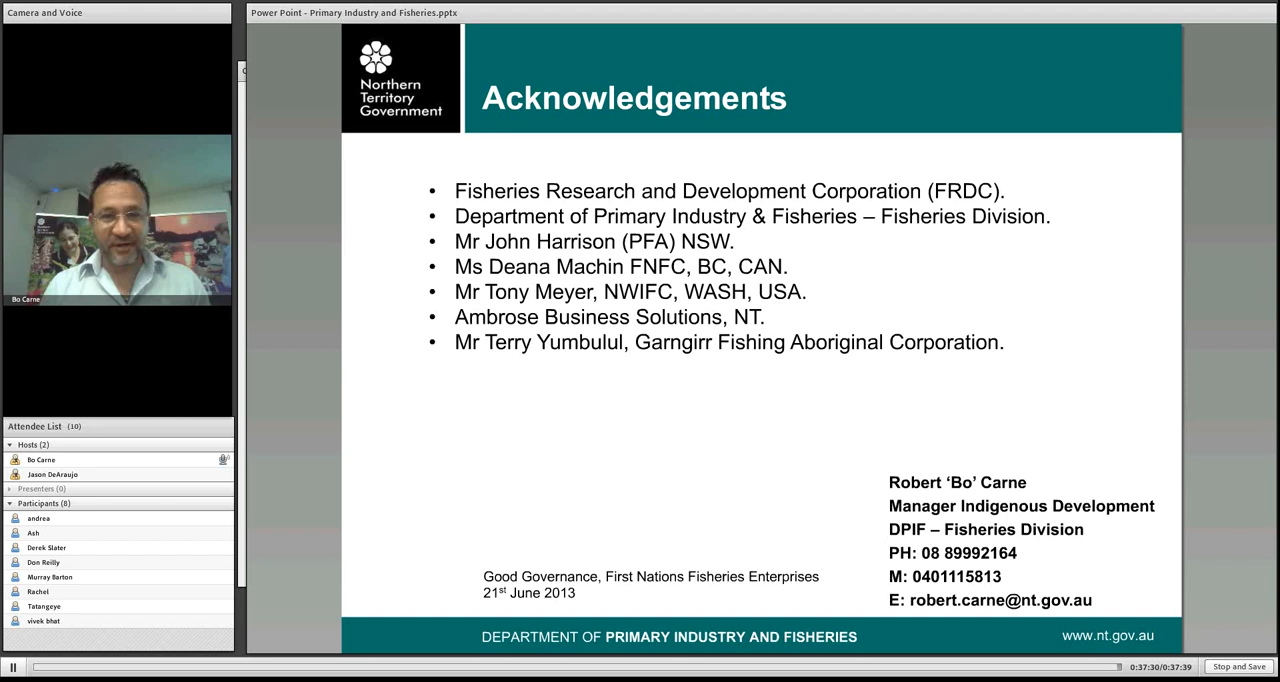 Camera and Voice
Power Point - Primary Industry and Fisheries.pptx
Northern
Territory
Government
Acknowledgements
• Fisheries Research and Development Corporation (FRDC).
• Department of Primary Industry & Fisheries – Fisheries Division.
• Mr John Harrison (PFA) NSW.
• Ms Deana Machin FNFC, BC, CAN.
• Mr Tony Meyer, NWIFC, WASH, USA.
• Ambrose Business Solutions, NT.
• Mr Terry Yumbulul, Garngirr Fishing Aboriginal Corporation.
Robert ‘Bo’ Carne
Manager Indigenous Development
DPIF – Fisheries Division
PH: 08 89992164
M: 0401115813
E: robert.carne@nt.gov.au
Good Governance, First Nations Fisheries Enterprises
21st June 2013
DEPARTMENT OF PRIMARY INDUSTRY AND FISHERIES
www.nt.gov.au
Bo Carne
Attendee List (10)
Hosts (2)
Bo Carne
Jason DeAraujo
Presenters (0)
Participants (8)
andrea
Ash
Derek Slater
Don Reilly
Murray Barton
Rachel
Tatangeye
vivek bhat
0:37:30/0:37:39
Stop and Save